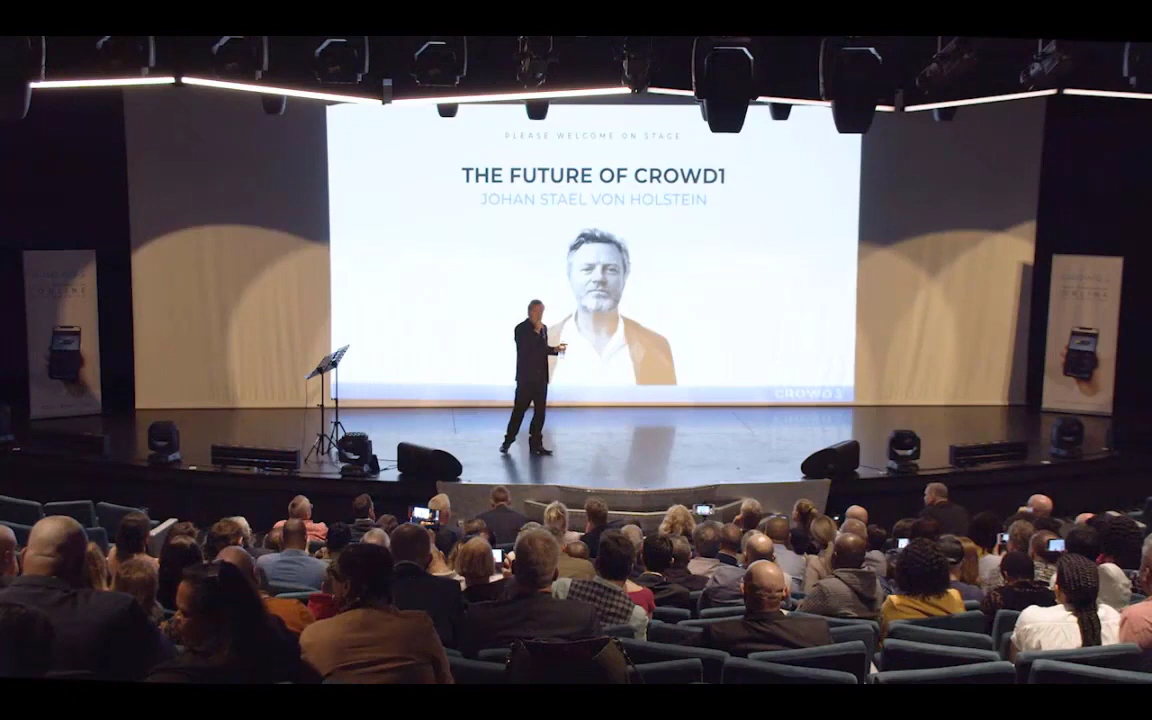 PLEASE WELCOME ON STAGE
THE FUTURE OF CROWD1
JOHAN STAEL VON HOLSTEIN
CROWD1